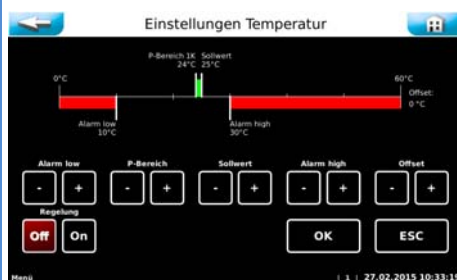 Einstellungen Temperatur
P-Bereich 1K Sollwert
24°C 25°C
0°C 60°C
Offset:
0 °C
Alarm low Alarm high
10°C 30°C
Alarm low P-Bereich Sollwert Alarm high Offset
- + - + - + - + - +
Regelung
Off On OK ESC
Menü | 1 | 27.02.2015 10:33:19